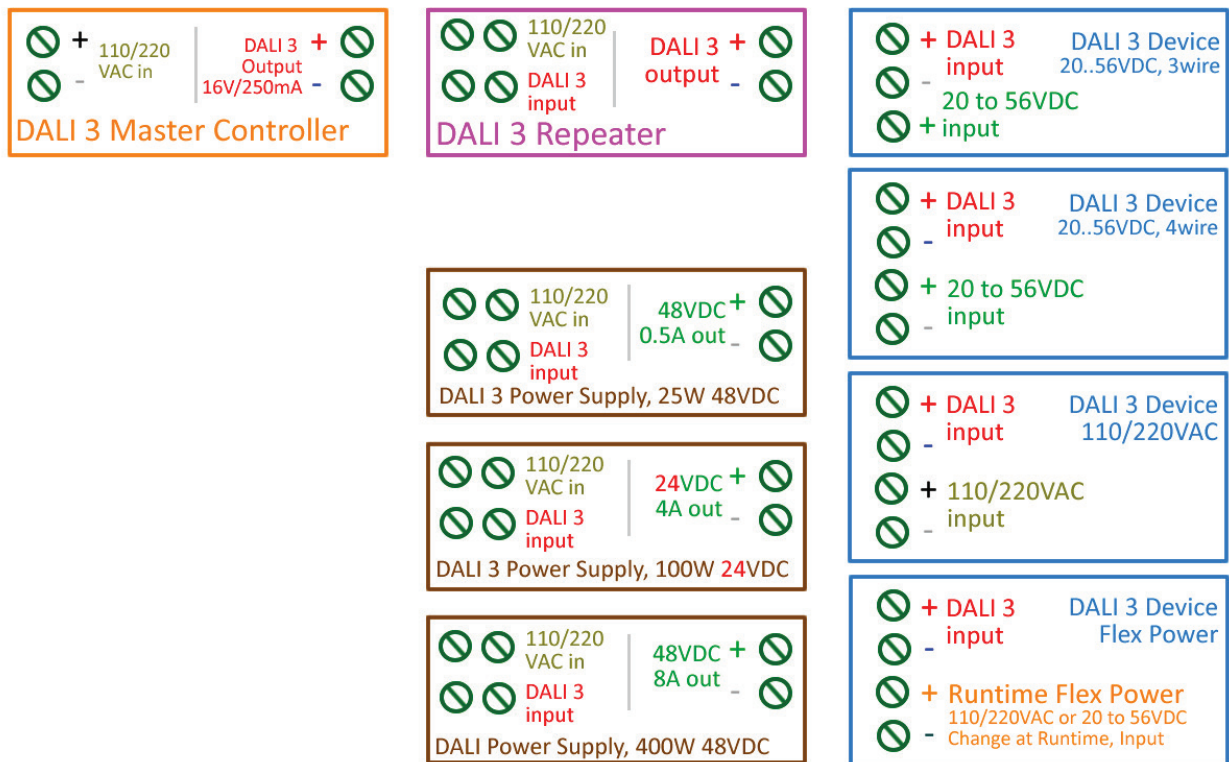 +
110/220
VAC in
-
DALI 3 +
Output
16V/250mA -
DALI 3 Master Controller
110/220
VAC in
DALI 3
input
DALI 3 +
output
-
DALI 3 Repeater
+ DALI 3
input
-
20 to 56VDC
+ input
DALI 3 Device
20..56VDC, 3wire
+ DALI 3
input
-
+ 20 to 56VDC
input
-
DALI 3 Device
20..56VDC, 4wire
110/220
VAC in
DALI 3
input
48VDC +
0.5A out -
DALI 3 Power Supply, 25W 48VDC
+ DALI 3
input
-
+ 110/220VAC
input
-
DALI 3 Device
110/220VAC
110/220
VAC in
DALI 3
input
24VDC +
4A out -
DALI 3 Power Supply, 100W 24VDC
+ DALI 3
input
-
+ Runtime Flex Power
110/220VAC or 20 to 56VDC
- Change at Runtime, Input
DALI 3 Device
Flex Power
110/220
VAC in
DALI 3
input
48VDC +
8A out -
DALI Power Supply, 400W 48VDC